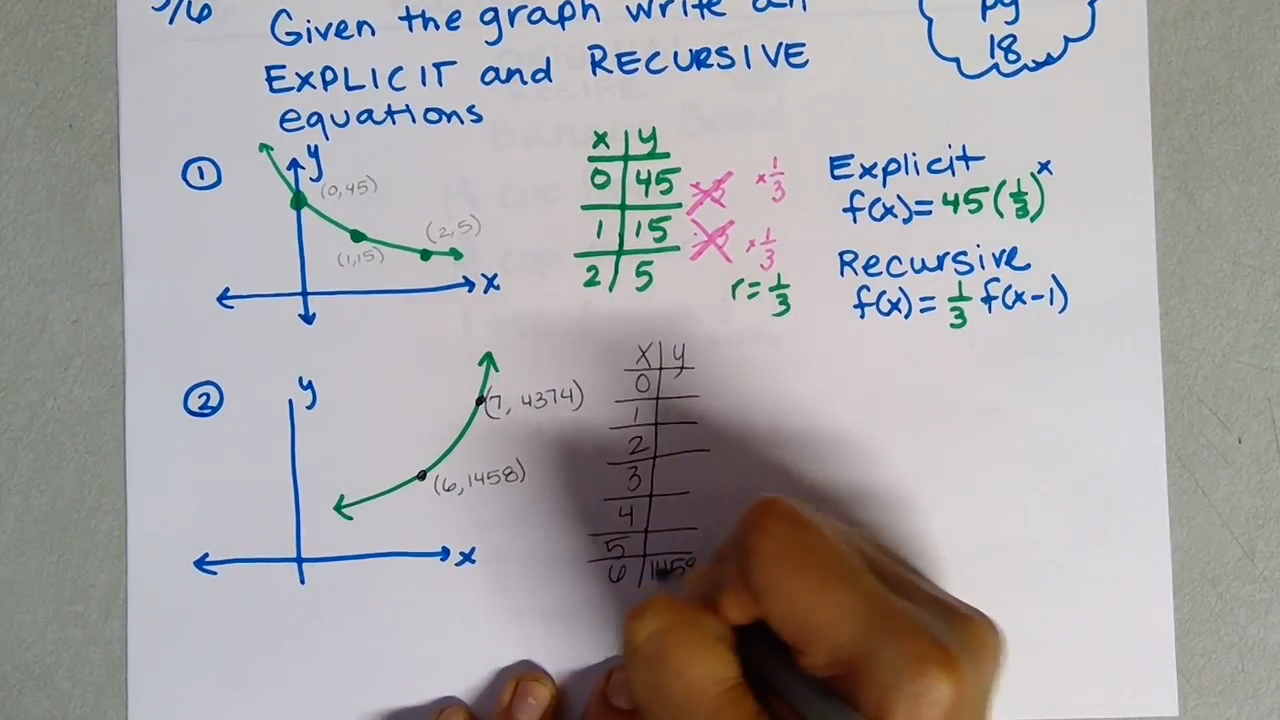 Given the graph write an
EXPLICIT and RECURSIVE
equations
pg
18
① y
(0,45)
(1,15)
(2,5)
x
x y
0 45
1 15
2 5
×1/3
×1/3
r = 1/3
Explicit
f(x) = 45(1/3)^x
Recursive
f(x) = 1/3 f(x-1)
② y
(7, 4374)
(6,1458)
x
x y
0
1
2
3
4
5
6 1458